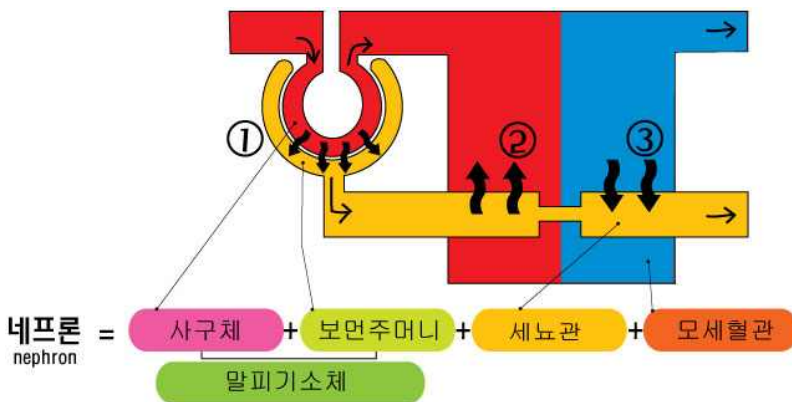 ①
②
③
네프론 = 사구체 + 보먼주머니 + 세뇨관 + 모세혈관
nephron
말피기소체